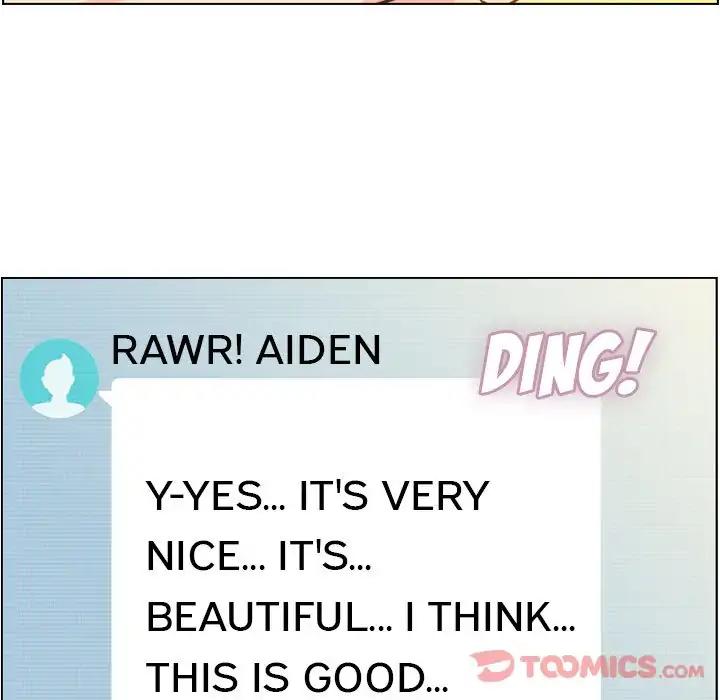 RAWR! AIDEN
DING!
Y-YES... IT'S VERY
NICE... IT'S...
BEAUTIFUL... I THINK...
THIS IS GOOD...
TOOMICS.COM